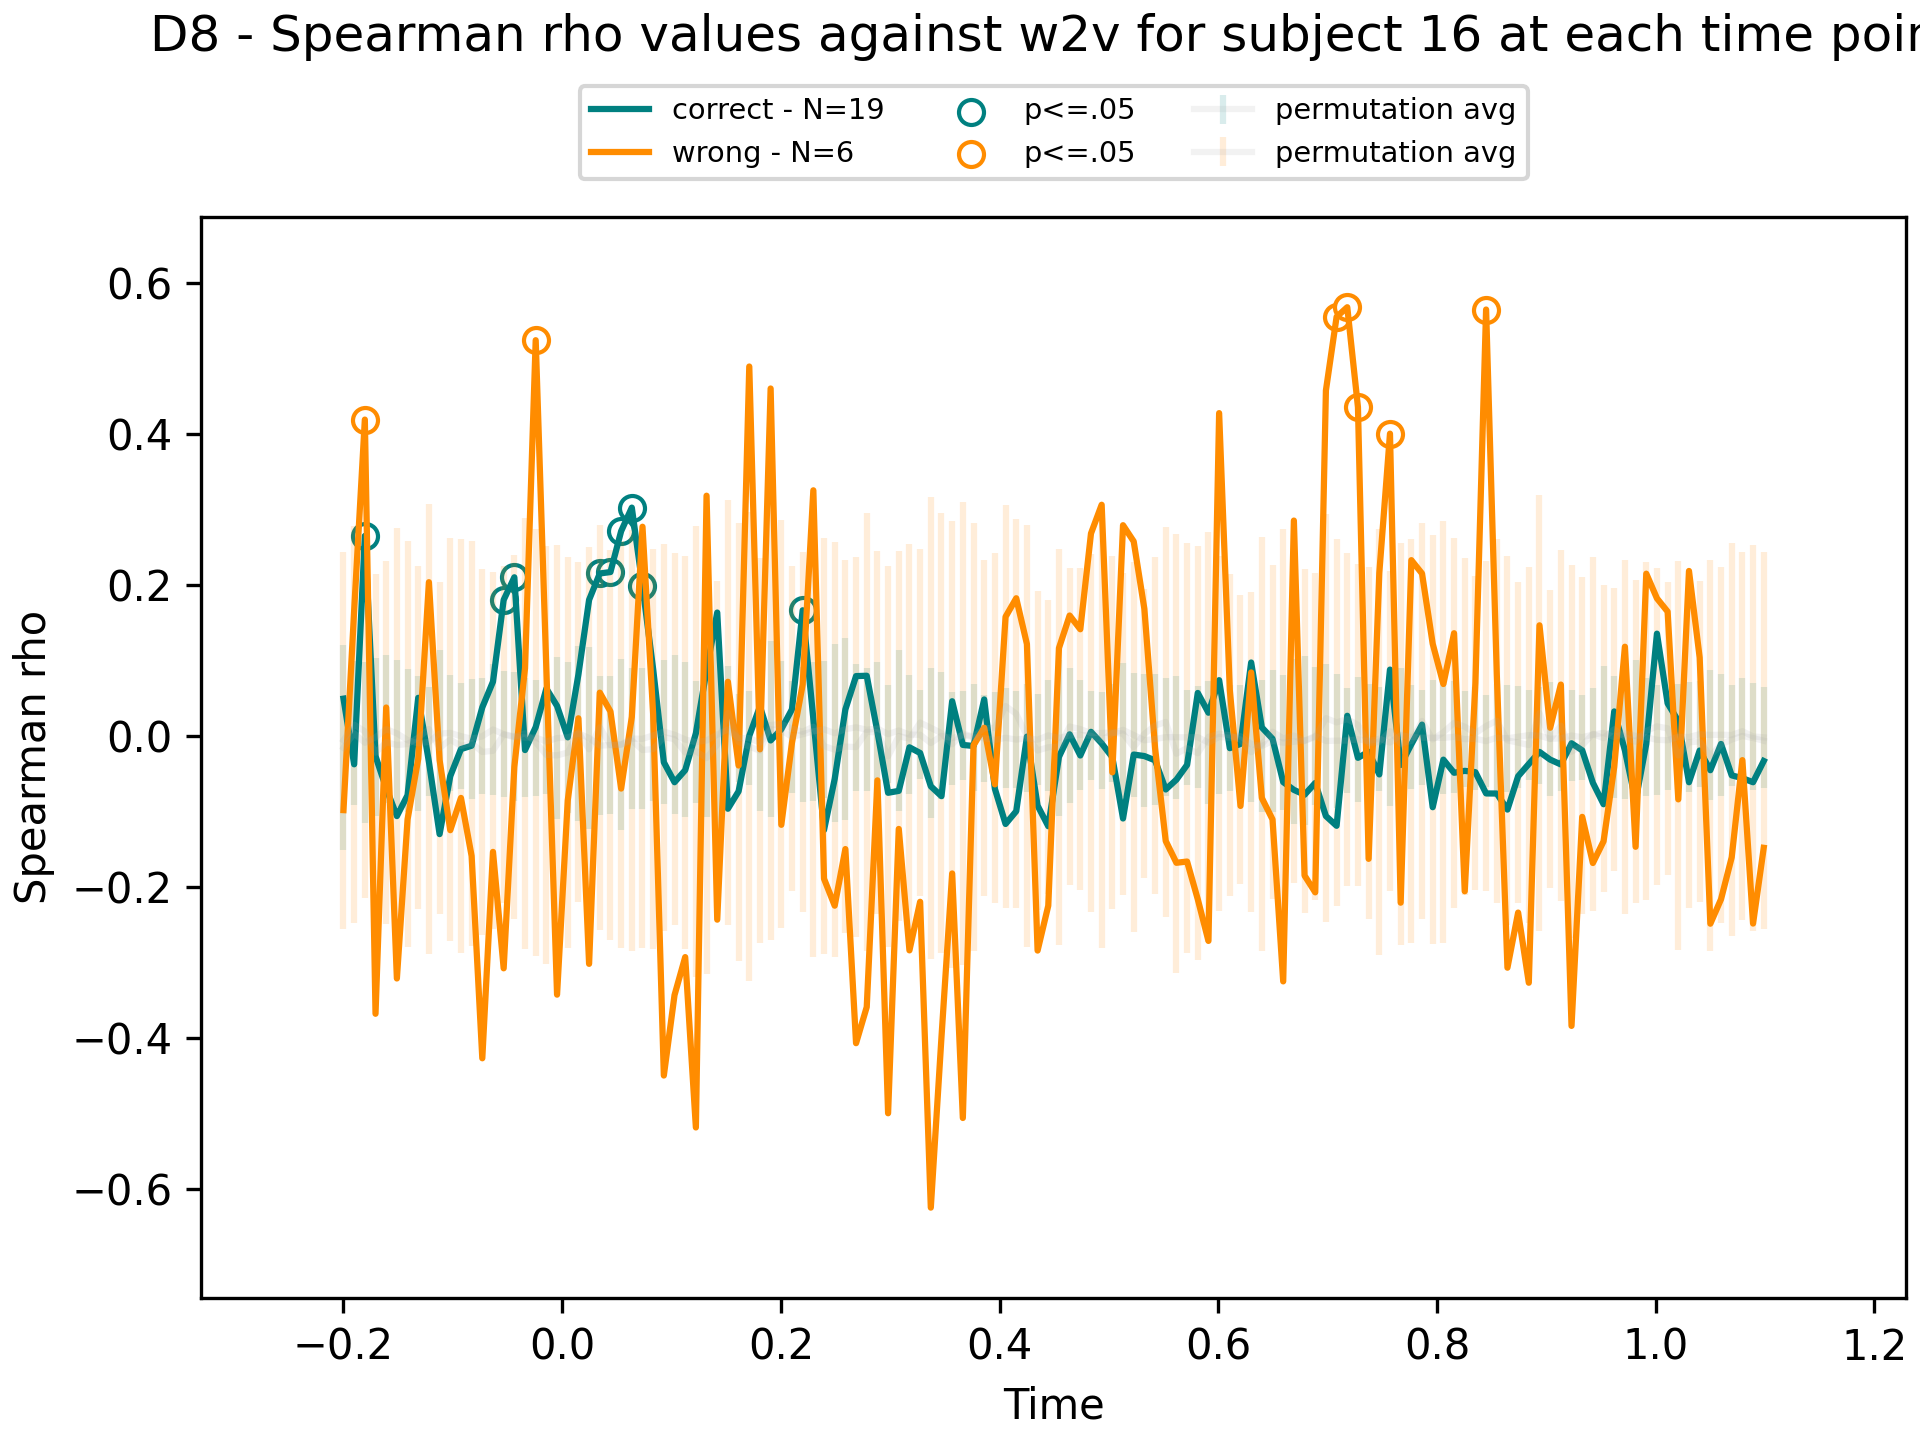 D8 - Spearman rho values against w2v for subject 16 at each time
correct - N=19
wrong - N=6
p<=.05
p<=.05
permutation avg
permutation avg
0.6
0.4
0.2
0.0
−0.2
−0.4
−0.6
Spearman rho
−0.2 0.0 0.2 0.4 0.6 0.8 1.0 1.2
Time